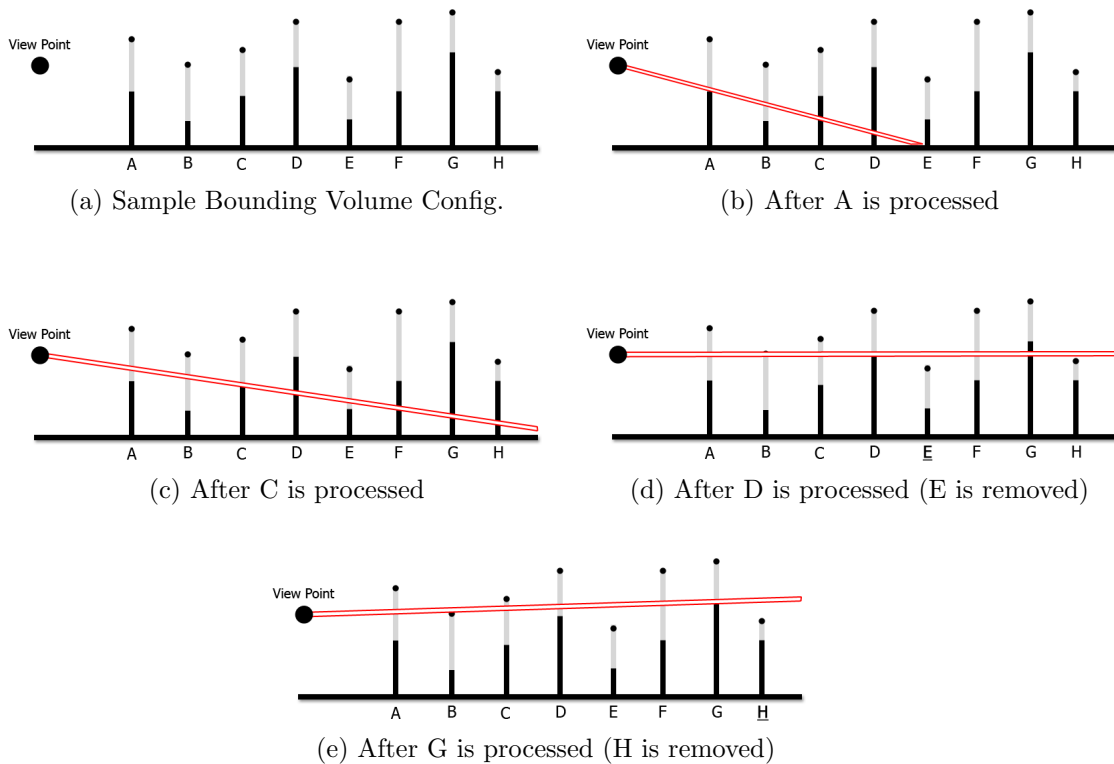 View Point
A B C D E F G H
(a) Sample Bounding Volume Config.
View Point
A B C D E F G H
(b) After A is processed
View Point
A B C D E F G H
(c) After C is processed
View Point
A B C D E F G H
(d) After D is processed (E is removed)
View Point
A B C D E F G H
(e) After G is processed (H is removed)